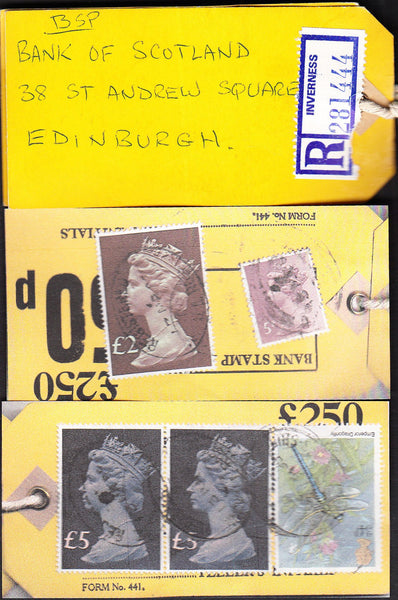 BSP
BANK OF SCOTLAND
38 ST ANDREW SQUARE
EDINBURGH.
INVERNESS
R
281444
FORM No. 441.
£2
5
BANK STAMP
£250
£5
£5
Emperor Dragonfly
£250
FORM No. 441.